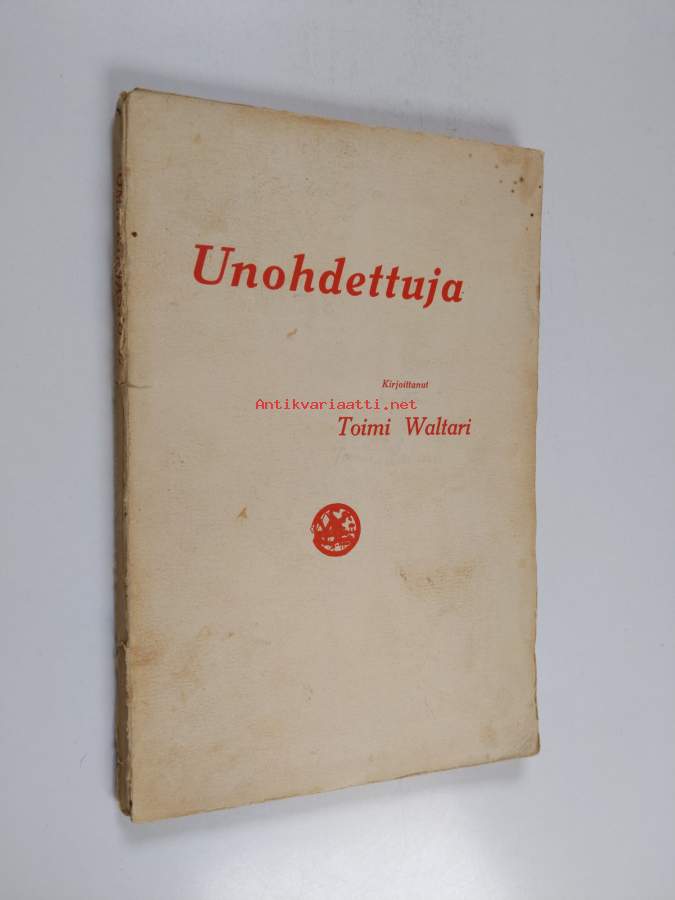 Unohdettuja
Kirjoittanut
Antikvariaatti.net
Toimi Waltari